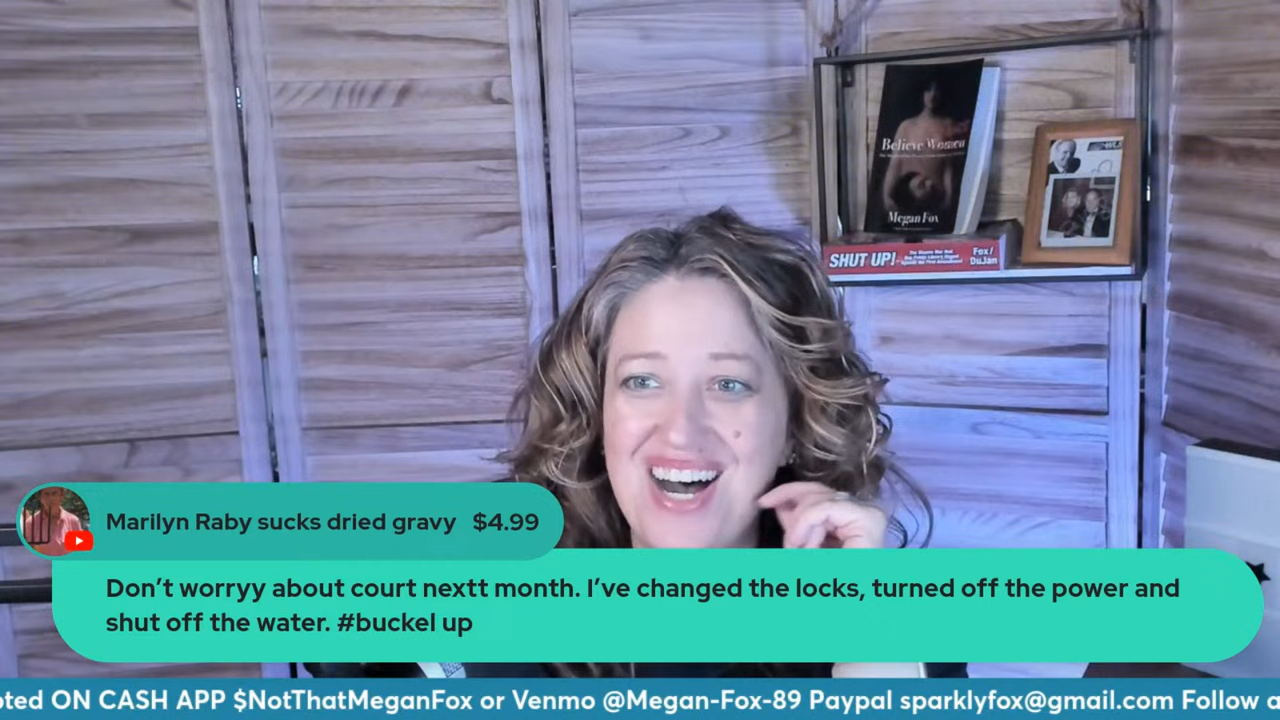 Believe Women
Megan Fox
SHUT UP!
Fox/
DuJan
Marilyn Raby sucks dried gravy $4.99
Don’t worryy about court nextt month. I’ve changed the locks, turned off the power and
shut off the water. #buckel up
oted ON CASH APP $NotThatMeganFox or Venmo @Megan-Fox-89 Paypal sparklyfox@gmail.com Follow